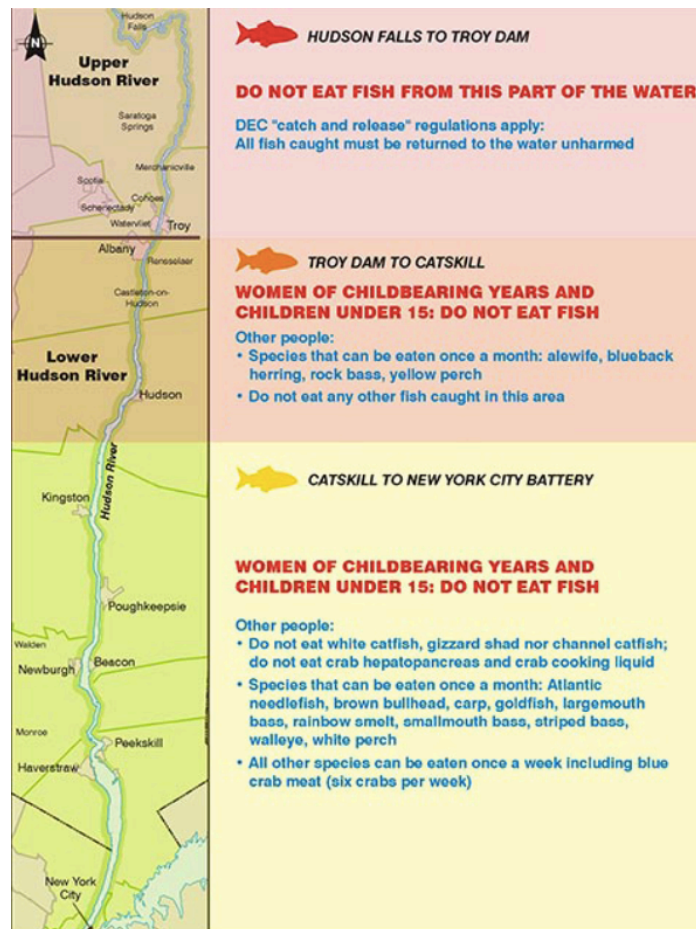 N
Hudson
Falls
Upper
Hudson River
Saratoga
Springs
Merchanicville
Scotia
Schenectady
Cohoes
Watervliet
Troy
Albany
Rensselaer
Castleton-on-
Hudson
Lower
Hudson River
Hudson
Hudson River
Kingston
Poughkeepsie
Walden
Newburgh
Beacon
Monroe
Peekskill
Haverstraw
New York
City
HUDSON FALLS TO TROY DAM
DO NOT EAT FISH FROM THIS PART OF THE WATER
DEC "catch and release" regulations apply:
All fish caught must be returned to the water unharmed
TROY DAM TO CATSKILL
WOMEN OF CHILDBEARING YEARS AND
CHILDREN UNDER 15: DO NOT EAT FISH
Other people:
• Species that can be eaten once a month: alewife, blueback
herring, rock bass, yellow perch
• Do not eat any other fish caught in this area
CATSKILL TO NEW YORK CITY BATTERY
WOMEN OF CHILDBEARING YEARS AND
CHILDREN UNDER 15: DO NOT EAT FISH
Other people:
• Do not eat white catfish, gizzard shad nor channel catfish;
do not eat crab hepatopancreas and crab cooking liquid
• Species that can be eaten once a month: Atlantic
needlefish, brown bullhead, carp, goldfish, largemouth
bass, rainbow smelt, smallmouth bass, striped bass,
walleye, white perch
• All other species can be eaten once a week including blue
crab meat (six crabs per week)